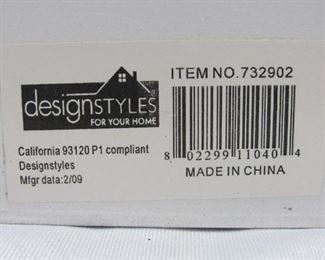 designSTYLES
FOR YOUR HOME
California 93120 P1 compliant
Designstyles
Mfgr data:2/09
ITEM NO.732902
8 02299 11040 4
MADE IN CHINA